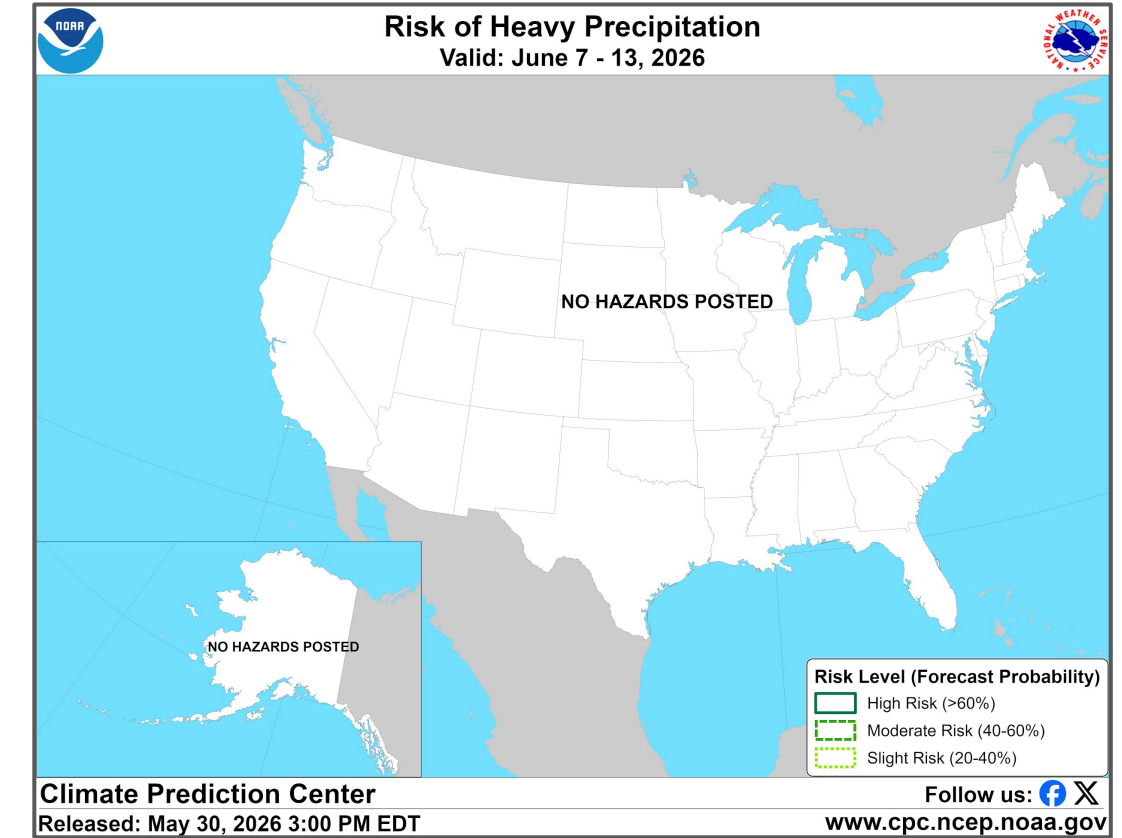 NOAA
Risk of Heavy Precipitation
Valid: June 7 - 13, 2026
NATIONAL WEATHER SERVICE
NO HAZARDS POSTED
NO HAZARDS POSTED
Risk Level (Forecast Probability)
High Risk (>60%)
Moderate Risk (40-60%)
Slight Risk (20-40%)
Climate Prediction Center
Follow us:
Released: May 30, 2026 3:00 PM EDT
www.cpc.ncep.noaa.gov